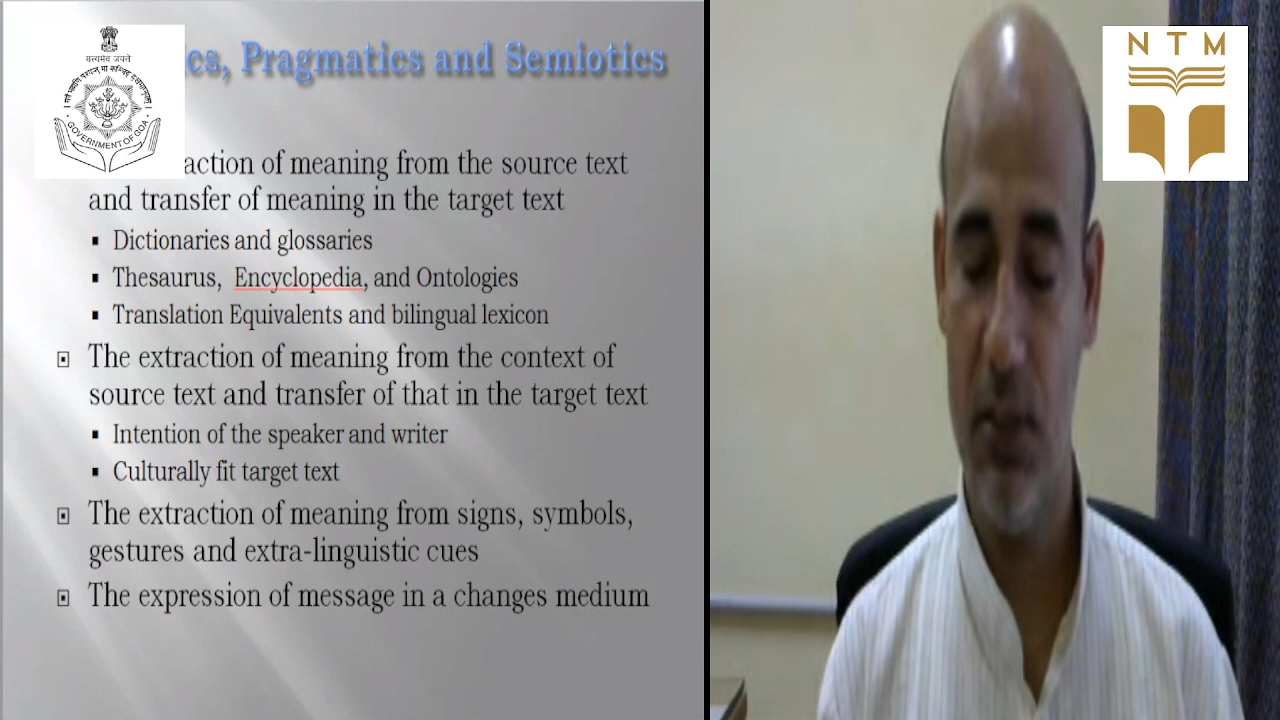 सत्यमेव जयते
GOVERNMENT OF GOA
NTM
Pragmatics and Semiotics
of meaning from the source text
and transfer of meaning in the target text
▪ Dictionaries and glossaries
▪ Thesaurus, Encyclopedia, and Ontologies
▪ Translation Equivalents and bilingual lexicon
The extraction of meaning from the context of
source text and transfer of that in the target text
▪ Intention of the speaker and writer
▪ Culturally fit target text
The extraction of meaning from signs, symbols,
gestures and extra-linguistic cues
The expression of message in a changes medium